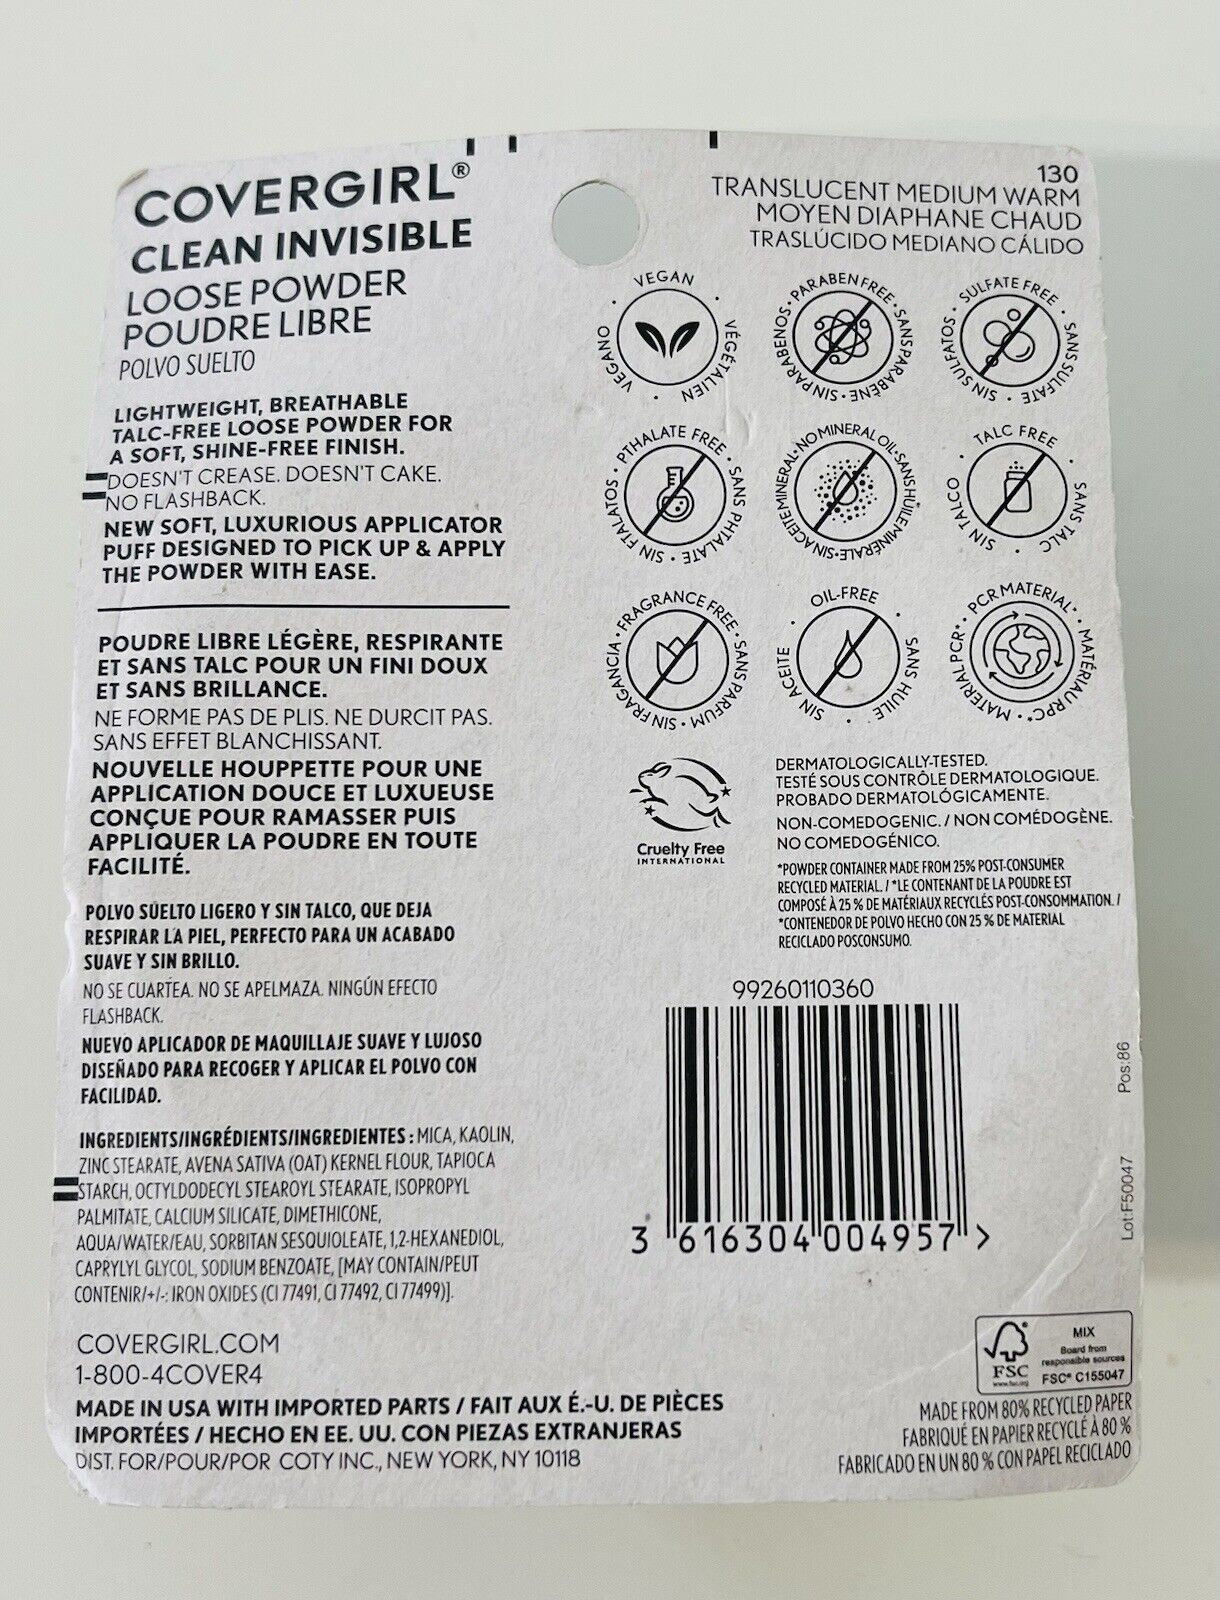 COVERGIRL®
CLEAN INVISIBLE
LOOSE POWDER
POUDRE LIBRE
POLVO SUELTO
LIGHTWEIGHT, BREATHABLE
TALC-FREE LOOSE POWDER FOR
A SOFT, SHINE-FREE FINISH.
DOESN'T CREASE. DOESN'T CAKE.
NO FLASHBACK.
NEW SOFT, LUXURIOUS APPLICATOR
PUFF DESIGNED TO PICK UP & APPLY
THE POWDER WITH EASE.
POUDRE LIBRE LÉGÈRE, RESPIRANTE
ET SANS TALC POUR UN FINI DOUX
ET SANS BRILLANCE.
NE FORME PAS DE PLIS. NE DURCIT PAS.
SANS EFFET BLANCHISSANT.
NOUVELLE HOUPPETTE POUR UNE
APPLICATION DOUCE ET LUXUEUSE
CONÇUE POUR RAMASSER PUIS
APPLIQUER LA POUDRE EN TOUTE
FACILITÉ.
POLVO SUELTO LIGERO Y SIN TALCO, QUE DEJA
RESPIRAR LA PIEL, PERFECTO PARA UN ACABADO
SUAVE Y SIN BRILLO.
NO SE CUARTEA. NO SE APELMAZA. NINGÚN EFECTO
FLASHBACK.
NUEVO APLICADOR DE MAQUILLAJE SUAVE Y LUJOSO
DISEÑADO PARA RECOGER Y APLICAR EL POLVO CON
FACILIDAD.
INGREDIENTS/INGRÉDIENTS/INGREDIENTES : MICA, KAOLIN,
ZINC STEARATE, AVENA SATIVA (OAT) KERNEL FLOUR, TAPIOCA
STARCH, OCTYLDODECYL STEAROYL STEARATE, ISOPROPYL
PALMITATE, CALCIUM SILICATE, DIMETHICONE,
AQUA/WATER/EAU, SORBITAN SESQUIOLEATE, 1,2-HEXANEDIOL,
CAPRYLYL GLYCOL, SODIUM BENZOATE, [MAY CONTAIN/PEUT
CONTENIR/+/-: IRON OXIDES (CI 77491, CI 77492, CI 77499)].
COVERGIRL.COM
1-800-4COVER4
MADE IN USA WITH IMPORTED PARTS / FAIT AUX É.-U. DE PIÈCES
IMPORTÉES / HECHO EN EE. UU. CON PIEZAS EXTRANJERAS
DIST. FOR/POUR/POR COTY INC., NEW YORK, NY 10118
130
TRANSLUCENT MEDIUM WARM
MOYEN DIAPHANE CHAUD
TRASLÚCIDO MEDIANO CÁLIDO
VEGAN • VÉGÉTALIEN • VEGANO •
PARABEN FREE • SANS PARABÈNE • SIN PARABENOS •
SULFATE FREE • SANS SULFATE • SIN SULFATOS •
PTHALATE FREE • SANS PHTALATE • SIN FTALATOS •
NO MINERAL OIL • SANS HUILE MINÉRALE • SIN ACEITE MINERAL •
TALC FREE • SANS TALC • SIN TALCO •
FRAGRANCE FREE • SANS PARFUM • SIN FRAGANCIA •
OIL-FREE • SANS HUILE • SIN ACEITE •
PCR MATERIAL* • MATÉRIAU RPC* • MATERIAL PCR* •
Cruelty Free
INTERNATIONAL
DERMATOLOGICALLY-TESTED.
TESTÉ SOUS CONTRÔLE DERMATOLOGIQUE.
PROBADO DERMATOLÓGICAMENTE.
NON-COMEDOGENIC. / NON COMÉDOGÈNE.
NO COMEDOGÉNICO.
*POWDER CONTAINER MADE FROM 25% POST-CONSUMER
RECYCLED MATERIAL. / *LE CONTENANT DE LA POUDRE EST
COMPOSÉ À 25 % DE MATÉRIAUX RECYCLÉS POST-CONSOMMATION. /
*CONTENEDOR DE POLVO HECHO CON 25 % DE MATERIAL
RECICLADO POSCONSUMO.
99260110360
3 616304 004957 >
Lot:F50047 Pos:86
FSC
www.fsc.org
MIX
Board from
responsible sources
FSC® C155047
MADE FROM 80% RECYCLED PAPER
FABRIQUÉ EN PAPIER RECYCLÉ À 80 %
FABRICADO EN UN 80 % CON PAPEL RECICLADO